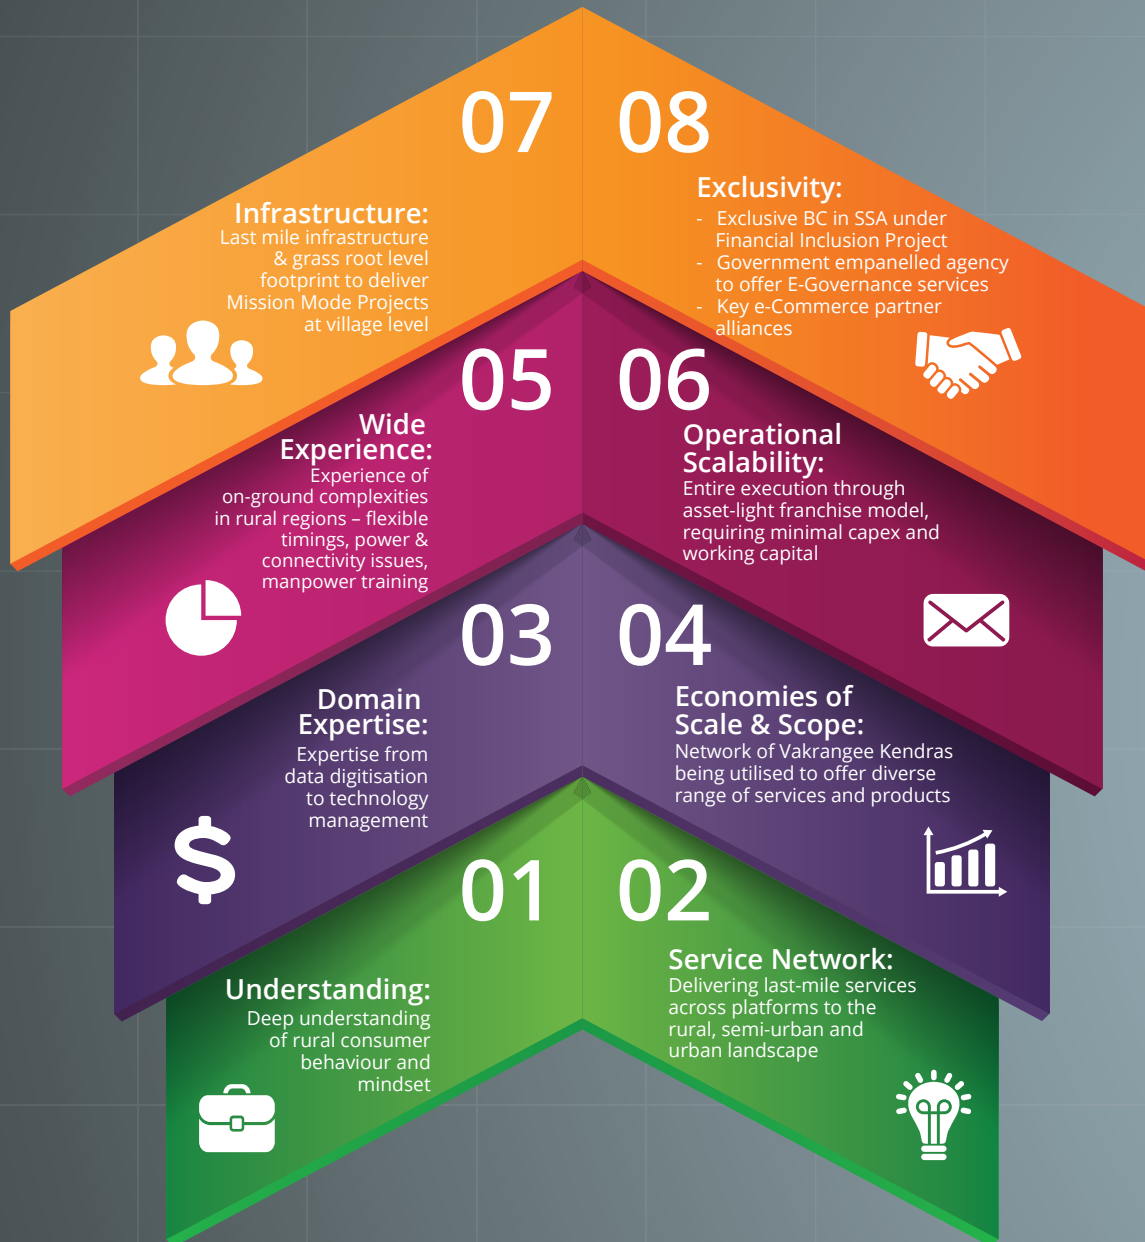 07
Infrastructure:
Last mile infrastructure
& grass root level
footprint to deliver
Mission Mode Projects
at village level
08
Exclusivity:
- Exclusive BC in SSA under
Financial Inclusion Project
- Government empanelled agency
to offer E-Governance services
- Key e-Commerce partner
alliances
05
Wide
Experience:
Experience of
on-ground complexities
in rural regions – flexible
timings, power &
connectivity issues,
manpower training
06
Operational
Scalability:
Entire execution through
asset-light franchise model,
requiring minimal capex and
working capital
03
Domain
Expertise:
Expertise from
data digitisation
to technology
management
04
Economies of
Scale & Scope:
Network of Vakrangee Kendras
being utilised to offer diverse
range of services and products
01
Understanding:
Deep understanding
of rural consumer
behaviour and
mindset
02
Service Network:
Delivering last-mile services
across platforms to the
rural, semi-urban and
urban landscape